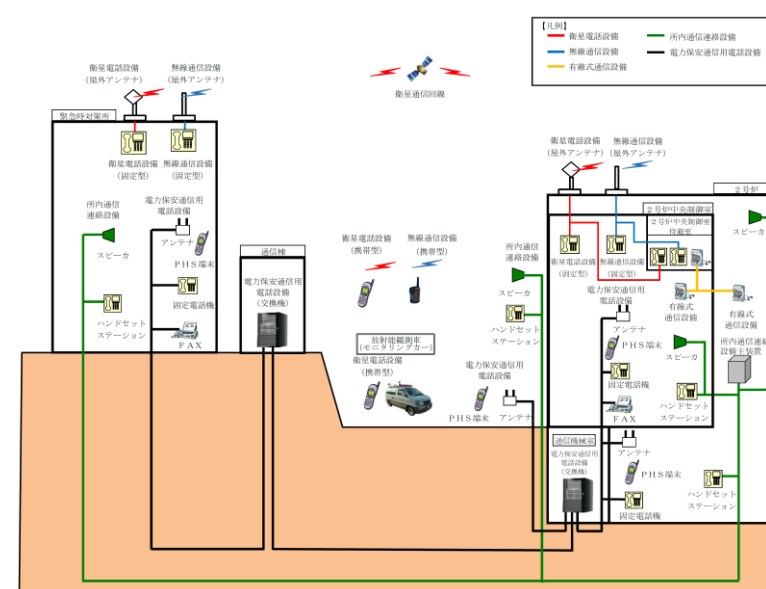 【凡例】
衛星電話設備
無線通信設備
有線式通信設備
所内通信連絡設備
電力保安通信用電話設備
衛星電話設備
(屋外アンテナ)
無線通信設備
(屋外アンテナ)
衛星通信回線
緊急時対策所
衛星電話設備
(固定型)
無線通信設備
(固定型)
所内通信
連絡設備
スピーカ
電力保安通信用
電話設備
アンテナ
PHS端末
固定電話機
ハンドセット
ステーション
FAX
通信棟
電力保安通信用
電話設備
(交換機)
衛星電話設備
(携帯型)
無線通信設備
(携帯型)
放射能観測車
(モニタリングカー)
衛星電話設備
(携帯型)
電力保安通信用
電話設備
PHS端末
アンテナ
衛星電話設備
(屋外アンテナ)
無線通信設備
(屋外アンテナ)
2号炉
2号炉中央制御室
2号炉中央制御室
待避室
スピーカ
衛星電話設備
(固定型)
無線通信設備
(固定型)
所内通信
連絡設備
スピーカ
ハンドセット
ステーション
電力保安通信用
電話設備
アンテナ
PHS端末
固定電話機
FAX
有線式
通信設備
有線式
通信設備
スピーカ
所内通信連絡
設備主装置
ハンドセット
ステーション
通信機械室
電力保安通信用
電話設備
(交換機)
アンテナ
PHS端末
固定電話機
ハンドセット
ステーション